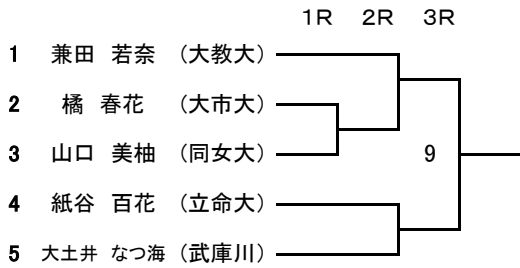 １R ２R ３R
1 兼田 若奈 (大教大)
2 橘 春花 (大市大)
3 山口 美柚 (同女大) 9
4 紙谷 百花 (立命大)
5 大土井 なつ海 (武庫川)